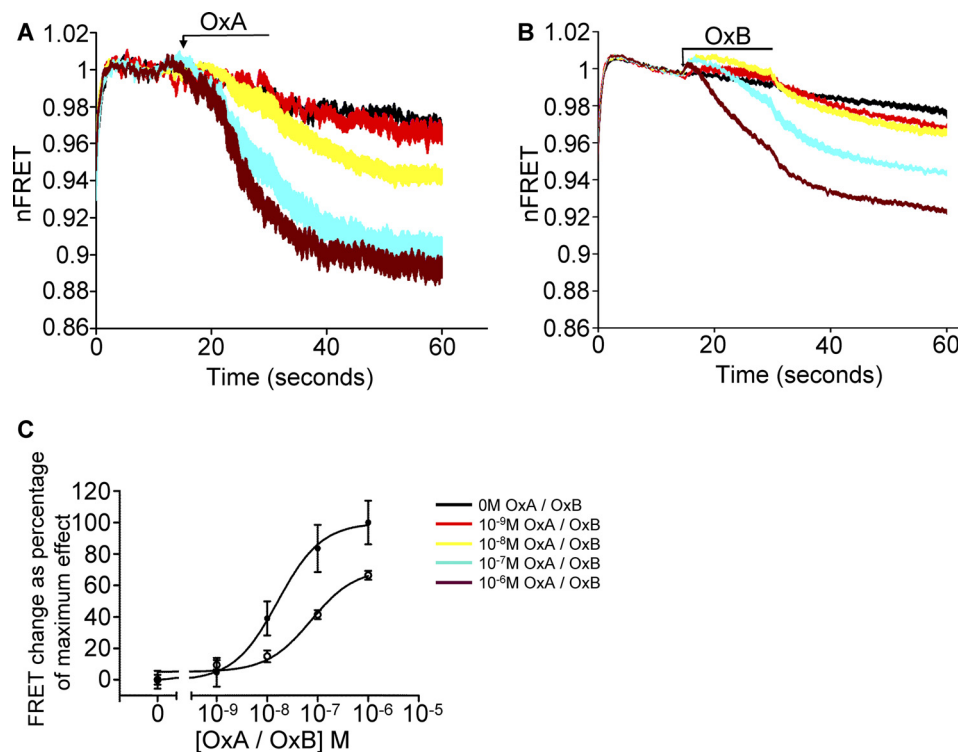 A
OxA
1.02
1
0.98
0.96
0.94
0.92
0.9
0.88
0.86
nFRET
0
20
40
60
Time (seconds)
B
OxB
1.02
1
0.98
0.96
0.94
0.92
0.9
0.88
0.86
nFRET
0
20
40
60
Time (seconds)
C
FRET change as percentage
of maximum effect
120
100
80
60
40
20
0
0
10⁻⁹
10⁻⁸
10⁻⁷
10⁻⁶
10⁻⁵
[OxA / OxB] M
0M OxA / OxB
10⁻⁹M OxA / OxB
10⁻⁸M OxA / OxB
10⁻⁷M OxA / OxB
10⁻⁶M OxA / OxB